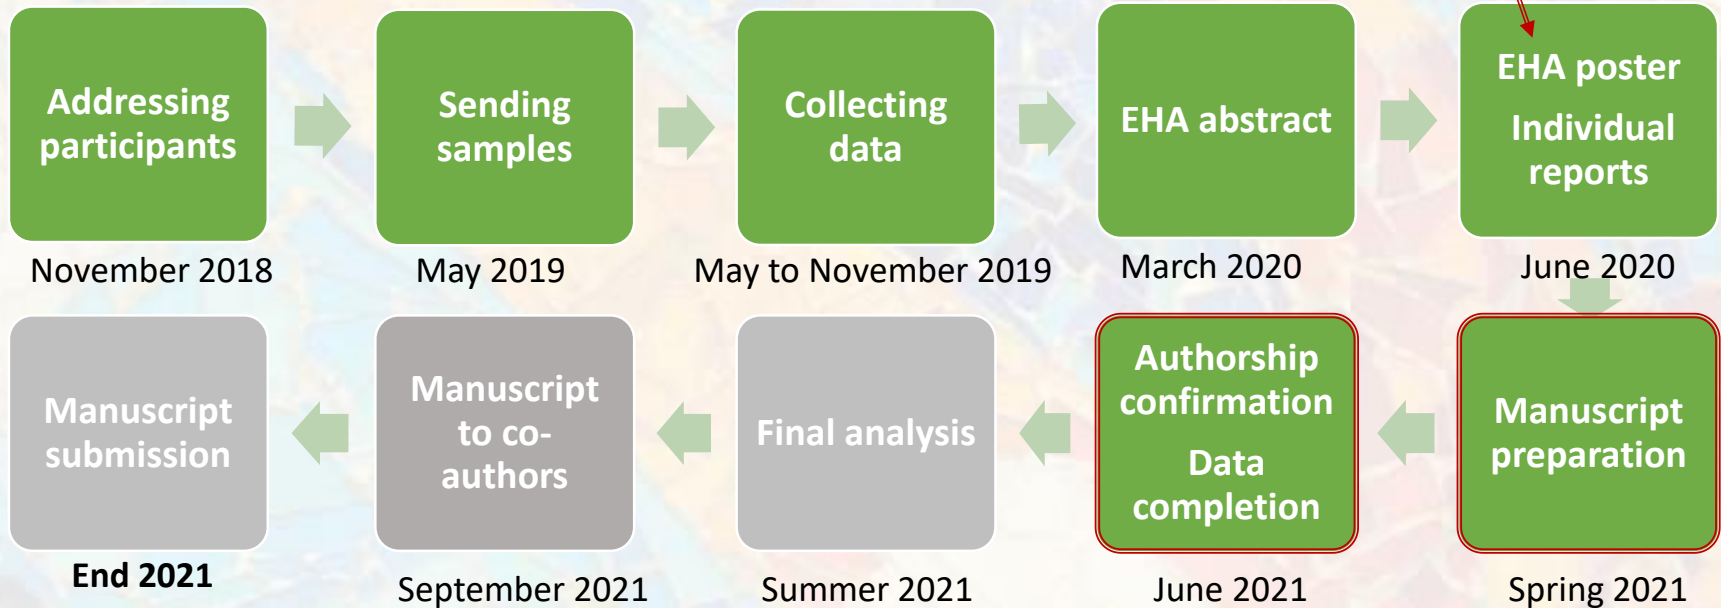 Addressing
participants
November 2018
Sending
samples
May 2019
Collecting
data
May to November 2019
EHA abstract
March 2020
EHA poster
Individual
reports
June 2020
Manuscript
preparation
Spring 2021
Authorship
confirmation
Data
completion
June 2021
Final analysis
Summer 2021
Manuscript
to co-
authors
September 2021
Manuscript
submission
End 2021